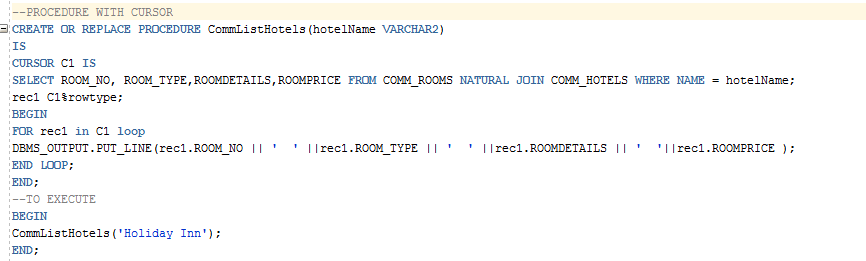 --PROCEDURE WITH CURSOR
CREATE OR REPLACE PROCEDURE CommListHotels(hotelName VARCHAR2)
IS
CURSOR C1 IS
SELECT ROOM_NO, ROOM_TYPE,ROOMDETAILS,ROOMPRICE FROM COMM_ROOMS NATURAL JOIN COMM_HOTELS WHERE NAME = hotelName;
rec1 C1%rowtype;
BEGIN
FOR rec1 in C1 loop
DBMS_OUTPUT.PUT_LINE(rec1.ROOM_NO || '  ' ||rec1.ROOM_TYPE || '  ' ||rec1.ROOMDETAILS || '  '||rec1.ROOMPRICE );
END LOOP;
END;
--TO EXECUTE
BEGIN
CommListHotels('Holiday Inn');
END;